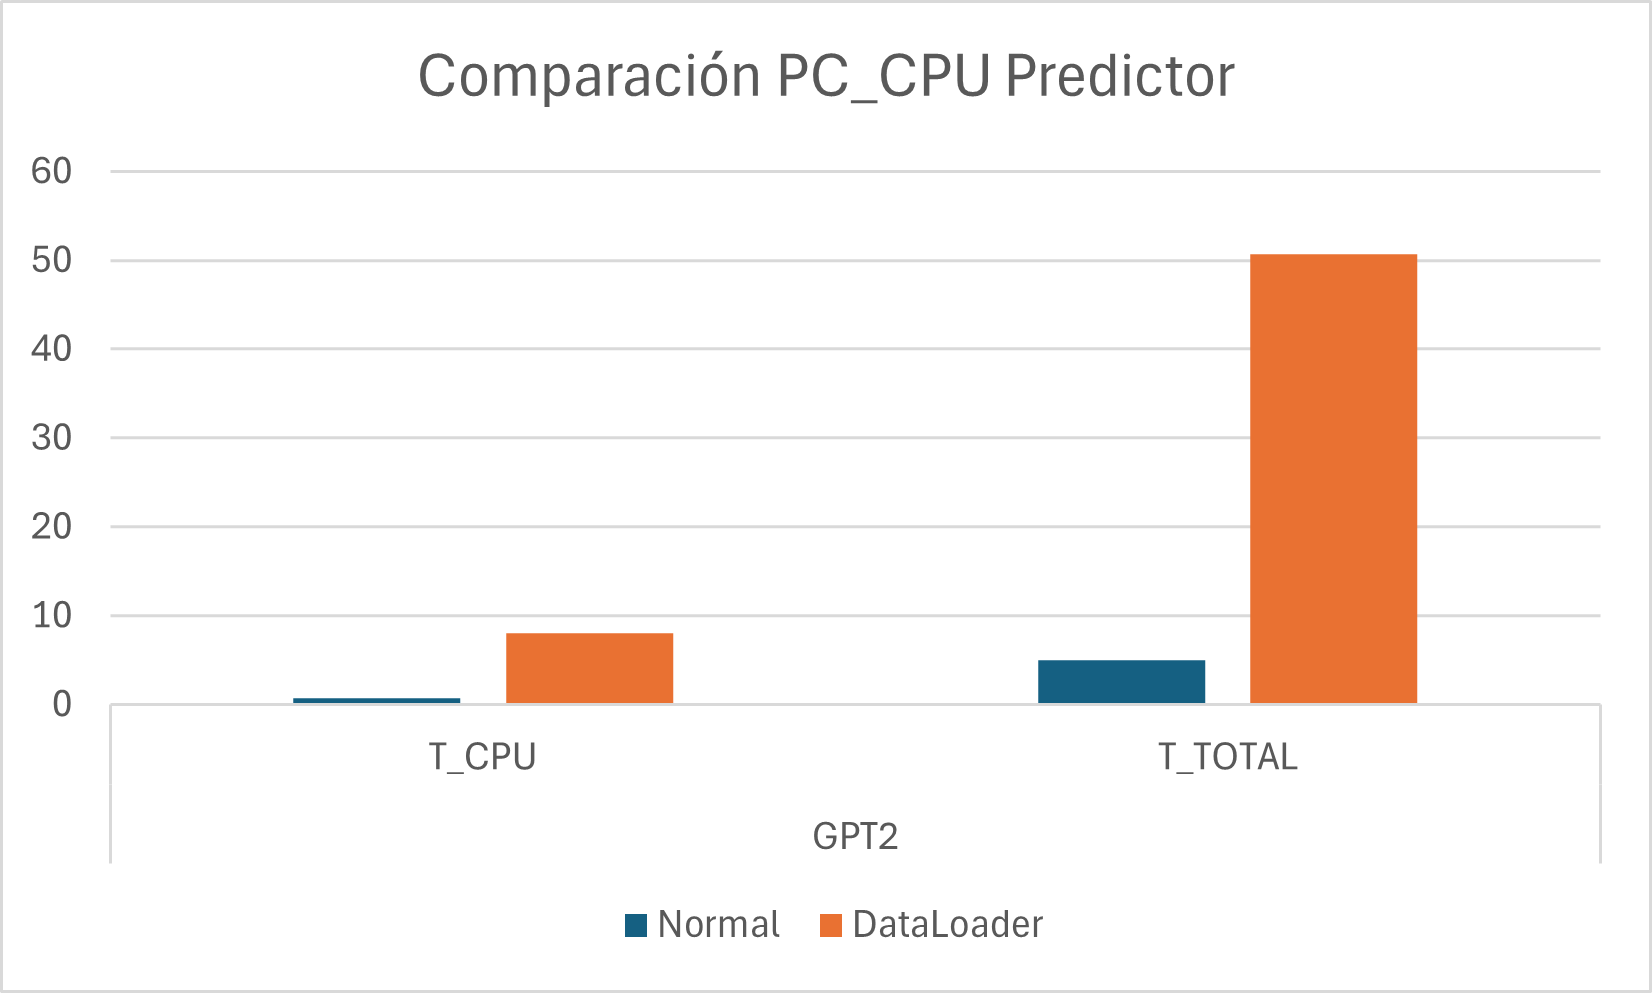 Comparación PC_CPU Predictor
60
50
40
30
20
10
0
T_CPU T_TOTAL
GPT2
Normal DataLoader